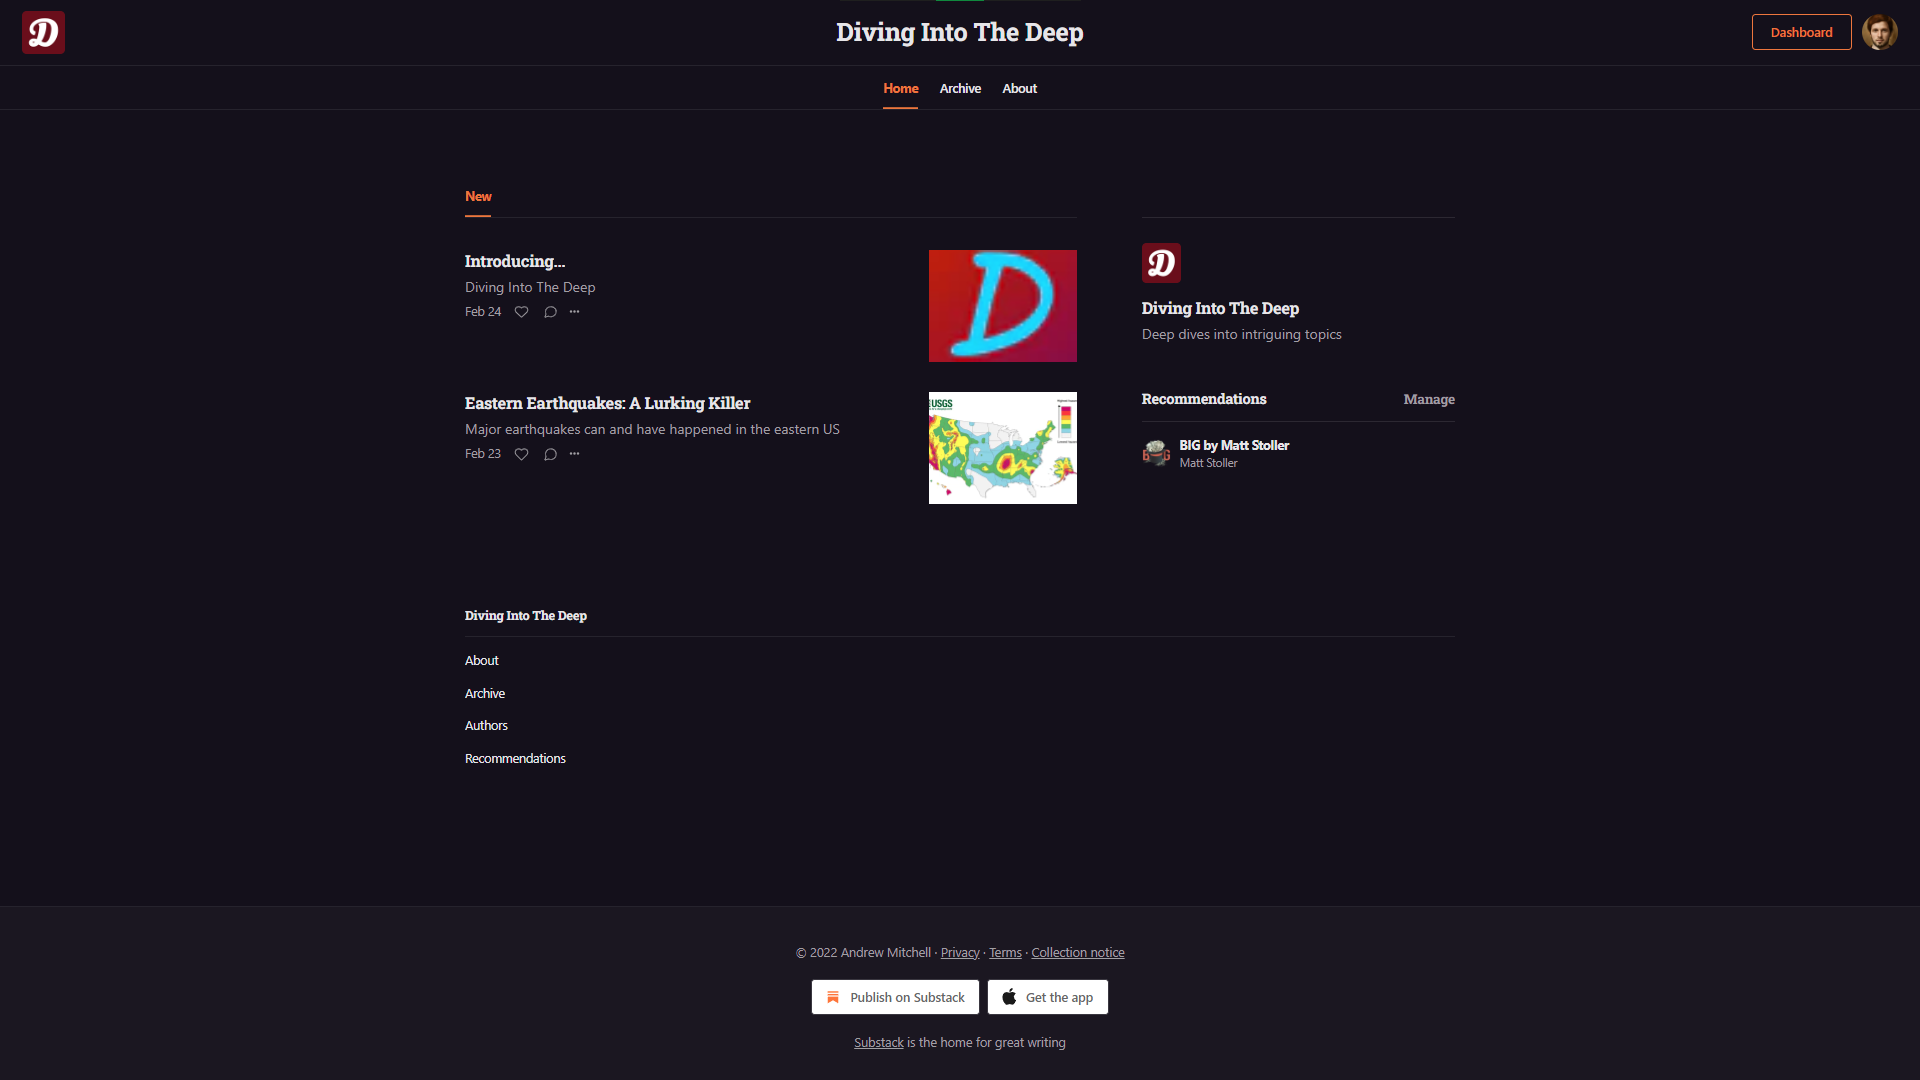 D
Diving Into The Deep
Dashboard
Home Archive About
New
Introducing...
Diving Into The Deep
Feb 24
D
Eastern Earthquakes: A Lurking Killer
Major earthquakes can and have happened in the eastern US
Feb 23
USGS
D
Diving Into The Deep
Deep dives into intriguing topics
Recommendations Manage
BIG by Matt Stoller
Matt Stoller
Diving Into The Deep
About
Archive
Authors
Recommendations
© 2022 Andrew Mitchell · Privacy · Terms · Collection notice
Publish on Substack Get the app
Substack is the home for great writing